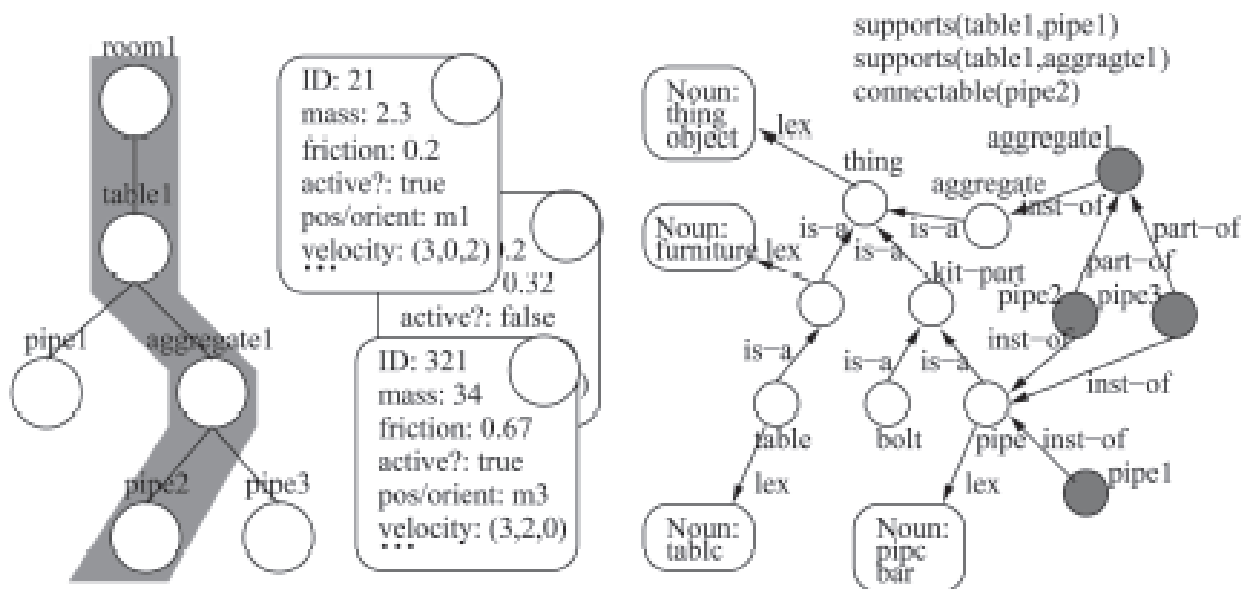 room1
table1
pipe1
aggregate1
pipe2
pipe3
ID: 21
mass: 2.3
friction: 0.2
active?: true
pos/orient: m1
velocity: (3,0,2)
...
.2
0.32
active?: false
)
ID: 321
mass: 34
friction: 0.67
active?: true
pos/orient: m3
velocity: (3,2,0)
...
supports(table1,pipe1)
supports(table1,aggragte1)
connectable(pipe2)
Noun:
thing
object
lex
thing
aggregate1
aggregate
inst-of
is-a
Noun:
furniture
lex
is-a
is-a
part-of
part-of
kit-part
pipe2
pipe3
inst-of
is-a
is-a
is-a
inst-of
table
bolt
pipe
inst-of
pipe1
lex
lex
Noun:
table
Noun:
pipe
bar